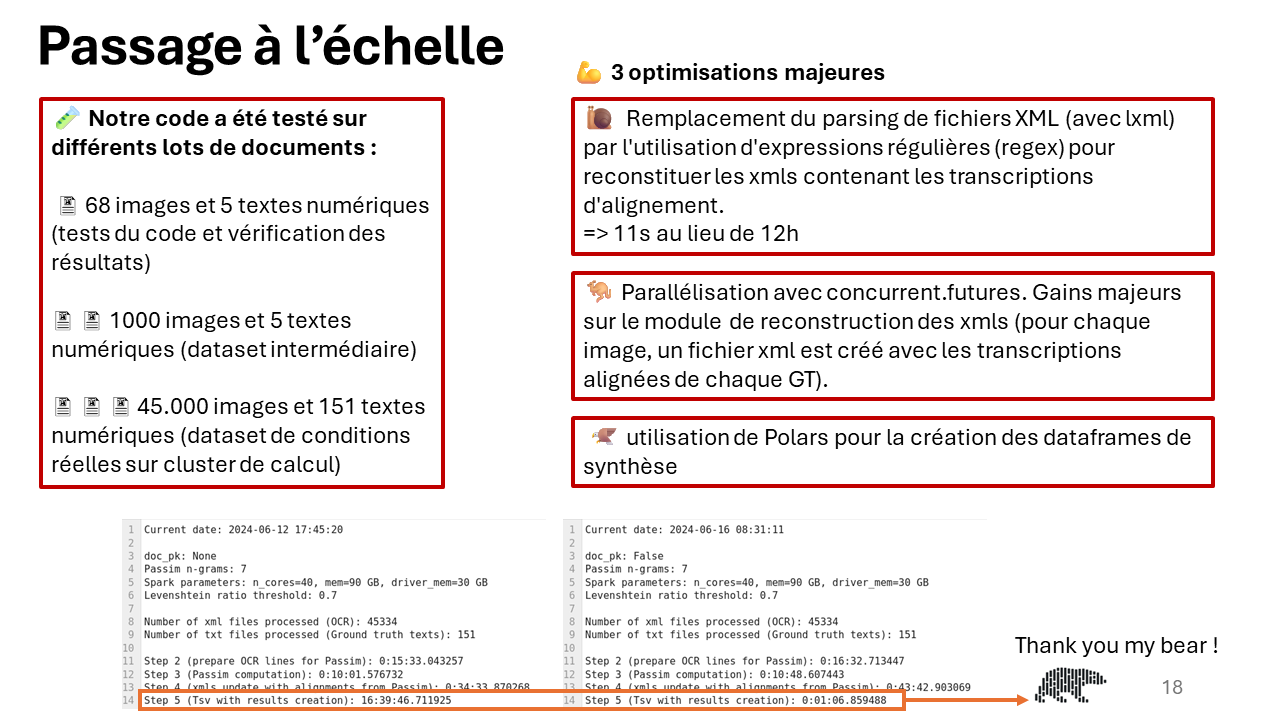 Passage à l'échelle
Notre code a été testé sur
différents lots de documents :
68 images et 5 textes numériques
(tests du code et vérification des
résultats)
1000 images et 5 textes
numériques (dataset intermédiaire)
45.000 images et 151 textes
numériques (dataset de conditions
réelles sur cluster de calcul)
3 optimisations majeures
Remplacement du parsing de fichiers XML (avec lxml)
par l'utilisation d'expressions régulières (regex) pour
reconstituer les xmls contenant les transcriptions
d'alignement.
=> 11s au lieu de 12h
Parallélisation avec concurrent.futures. Gains majeurs
sur le module de reconstruction des xmls (pour chaque
image, un fichier xml est créé avec les transcriptions
alignées de chaque GT).
utilisation de Polars pour la création des dataframes de
synthèse
1 Current date: 2024-06-12 17:45:20
2
3 doc_pk: None
4 Passim n-grams: 7
5 Spark parameters: n_cores=40, mem=90 GB, driver_mem=30 GB
6 Levenshtein ratio threshold: 0.7
7
8 Number of xml files processed (OCR): 45334
9 Number of txt files processed (Ground truth texts): 151
10
11 Step 2 (prepare OCR lines for Passim): 0:15:33.043257
12 Step 3 (Passim computation): 0:10:01.576732
13 Step 4 (xmls update with alignments from Passim): 0:34:33.870268
14 Step 5 (Tsv with results creation): 16:39:46.711925
1 Current date: 2024-06-16 08:31:11
2
3 doc_pk: False
4 Passim n-grams: 7
5 Spark parameters: n_cores=40, mem=90 GB, driver_mem=30 GB
6 Levenshtein ratio threshold: 0.7
7
8 Number of xml files processed (OCR): 45334
9 Number of txt files processed (Ground truth texts): 151
10
11 Step 2 (prepare OCR lines for Passim): 0:16:32.713447
12 Step 3 (Passim computation): 0:10:48.607443
13 Step 4 (xmls update with alignments from Passim): 0:43:42.903069
14 Step 5 (Tsv with results creation): 0:01:06.859488
Thank you my bear !
18